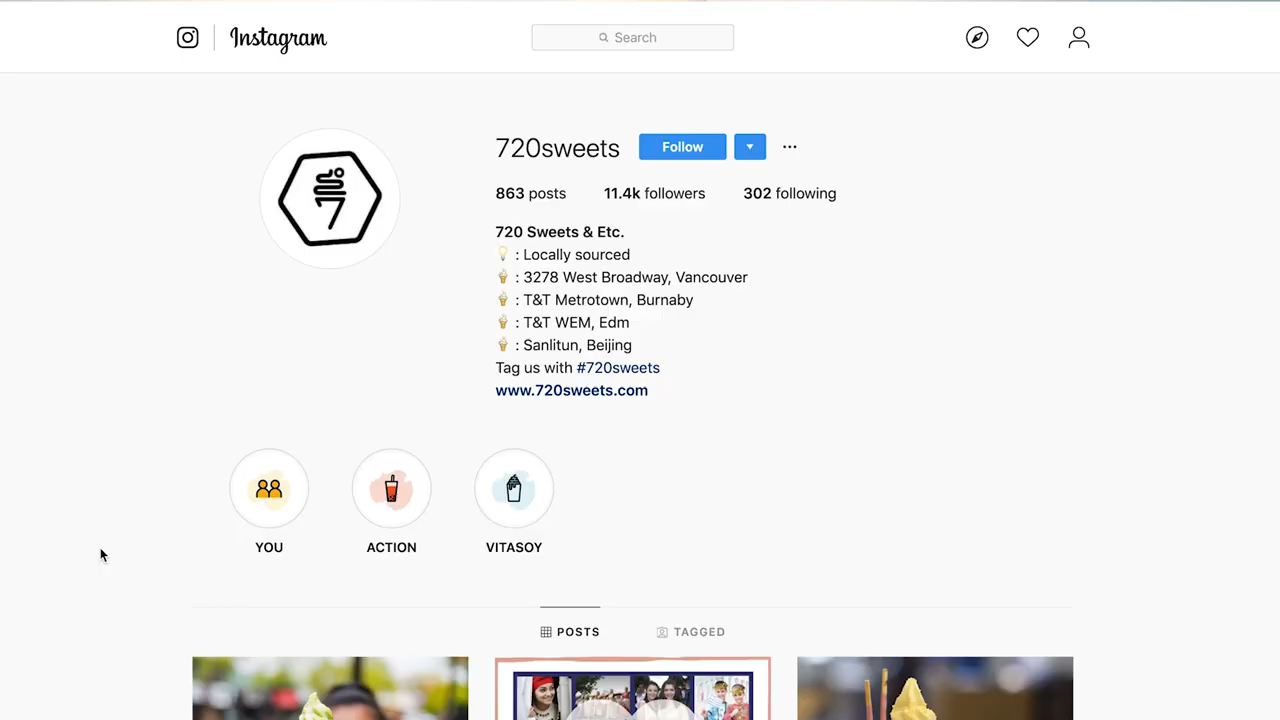 Instagram
Search
720sweets
Follow
863 posts 11.4k followers 302 following
720 Sweets & Etc.
: Locally sourced
: 3278 West Broadway, Vancouver
: T&T Metrotown, Burnaby
: T&T WEM, Edm
: Sanlitun, Beijing
Tag us with #720sweets
www.720sweets.com
YOU ACTION VITASOY
POSTS TAGGED